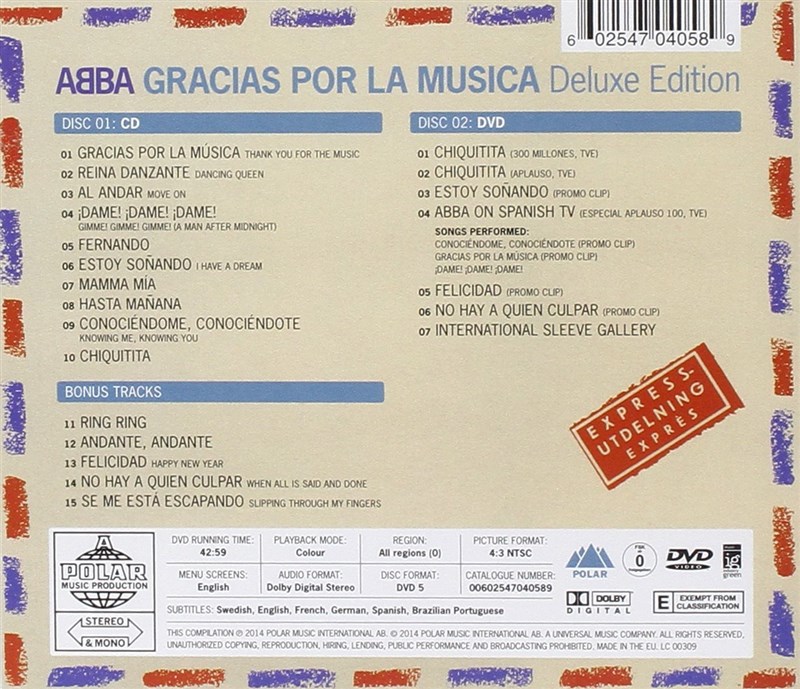 6 02547 04058 9
ABBA GRACIAS POR LA MUSICA Deluxe Edition
DISC 01: CD
01 GRACIAS POR LA MÚSICA THANK YOU FOR THE MUSIC
02 REINA DANZANTE DANCING QUEEN
03 AL ANDAR MOVE ON
04 ¡DAME! ¡DAME! ¡DAME!
GIMME! GIMME! GIMME! (A MAN AFTER MIDNIGHT)
05 FERNANDO
06 ESTOY SOÑANDO I HAVE A DREAM
07 MAMMA MÍA
08 HASTA MAÑANA
09 CONOCIÉNDOME, CONOCIÉNDOTE
KNOWING ME, KNOWING YOU
10 CHIQUITITA
BONUS TRACKS
11 RING RING
12 ANDANTE, ANDANTE
13 FELICIDAD HAPPY NEW YEAR
14 NO HAY A QUIEN CULPAR WHEN ALL IS SAID AND DONE
15 SE ME ESTÁ ESCAPANDO SLIPPING THROUGH MY FINGERS
DISC 02: DVD
01 CHIQUITITA (300 MILLONES, TVE)
02 CHIQUITITA (APLAUSO, TVE)
03 ESTOY SOÑANDO (PROMO CLIP)
04 ABBA ON SPANISH TV (ESPECIAL APLAUSO 100, TVE)
SONGS PERFORMED:
CONOCIÉNDOME, CONOCIÉNDOTE (PROMO CLIP)
GRACIAS POR LA MÚSICA (PROMO CLIP)
¡DAME! ¡DAME! ¡DAME!
05 FELICIDAD (PROMO CLIP)
06 NO HAY A QUIEN CULPAR (PROMO CLIP)
07 INTERNATIONAL SLEEVE GALLERY
EXPRESS-
UTDELNING
EXPRÈS
A
POLAR
MUSIC PRODUCTION
STEREO
& MONO
DVD RUNNING TIME:
42:59
PLAYBACK MODE:
Colour
REGION:
All regions (0)
PICTURE FORMAT:
4:3 NTSC
MENU SCREENS:
English
AUDIO FORMAT:
Dolby Digital Stereo
DISC FORMAT:
DVD 5
CATALOGUE NUMBER:
00602547040589
SUBTITLES: Swedish, English, French, German, Spanish, Brazilian Portuguese
POLAR
FSK
0
DVD
VIDEO
ig
green
DOLBY
DIGITAL
E EXEMPT FROM
CLASSIFICATION
THIS COMPILATION ℗ 2014 POLAR MUSIC INTERNATIONAL AB. © 2014 POLAR MUSIC INTERNATIONAL AB. A UNIVERSAL MUSIC COMPANY. ALL RIGHTS RESERVED.
UNAUTHORIZED COPYING, REPRODUCTION, HIRING, LENDING, PUBLIC PERFORMANCE AND BROADCASTING PROHIBITED. MADE IN THE EU. LC 00309